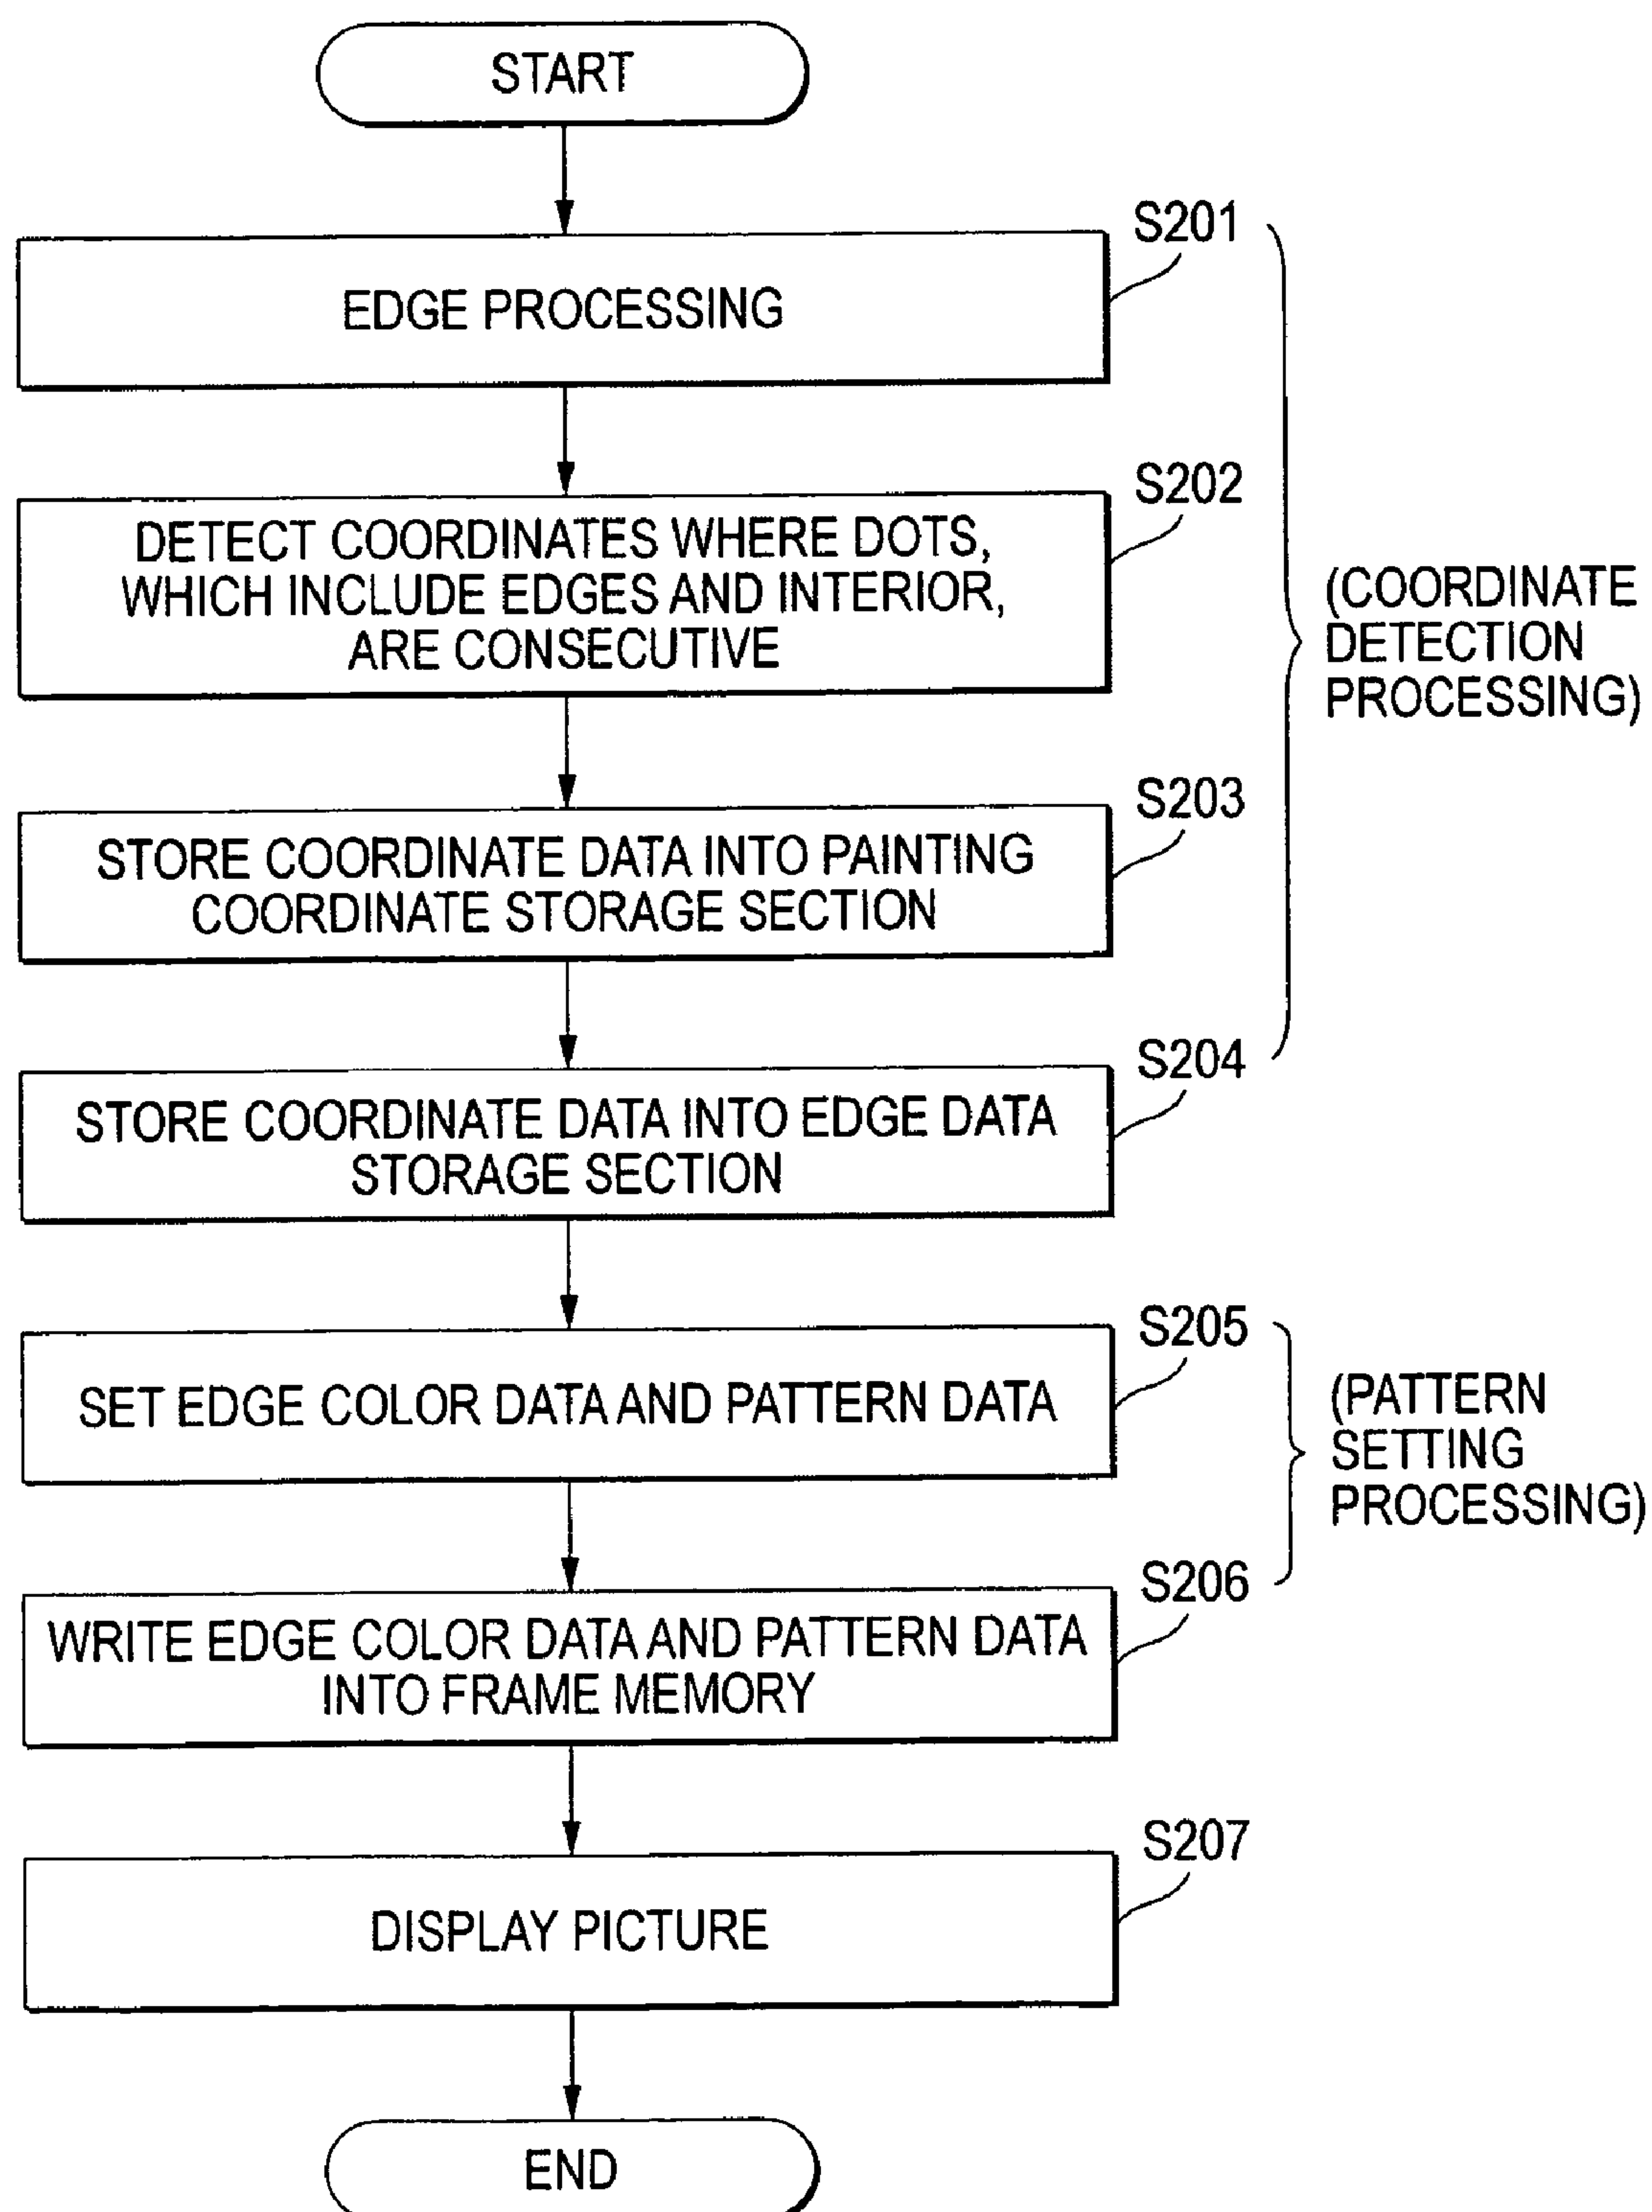 START
S201
EDGE PROCESSING
S202
DETECT COORDINATES WHERE DOTS,
WHICH INCLUDE EDGES AND INTERIOR,
ARE CONSECUTIVE
(COORDINATE
DETECTION
PROCESSING)
S203
STORE COORDINATE DATA INTO PAINTING
COORDINATE STORAGE SECTION
S204
STORE COORDINATE DATA INTO EDGE DATA
STORAGE SECTION
S205
SET EDGE COLOR DATA AND PATTERN DATA
(PATTERN
SETTING
PROCESSING)
S206
WRITE EDGE COLOR DATA AND PATTERN DATA
INTO FRAME MEMORY
S207
DISPLAY PICTURE
END